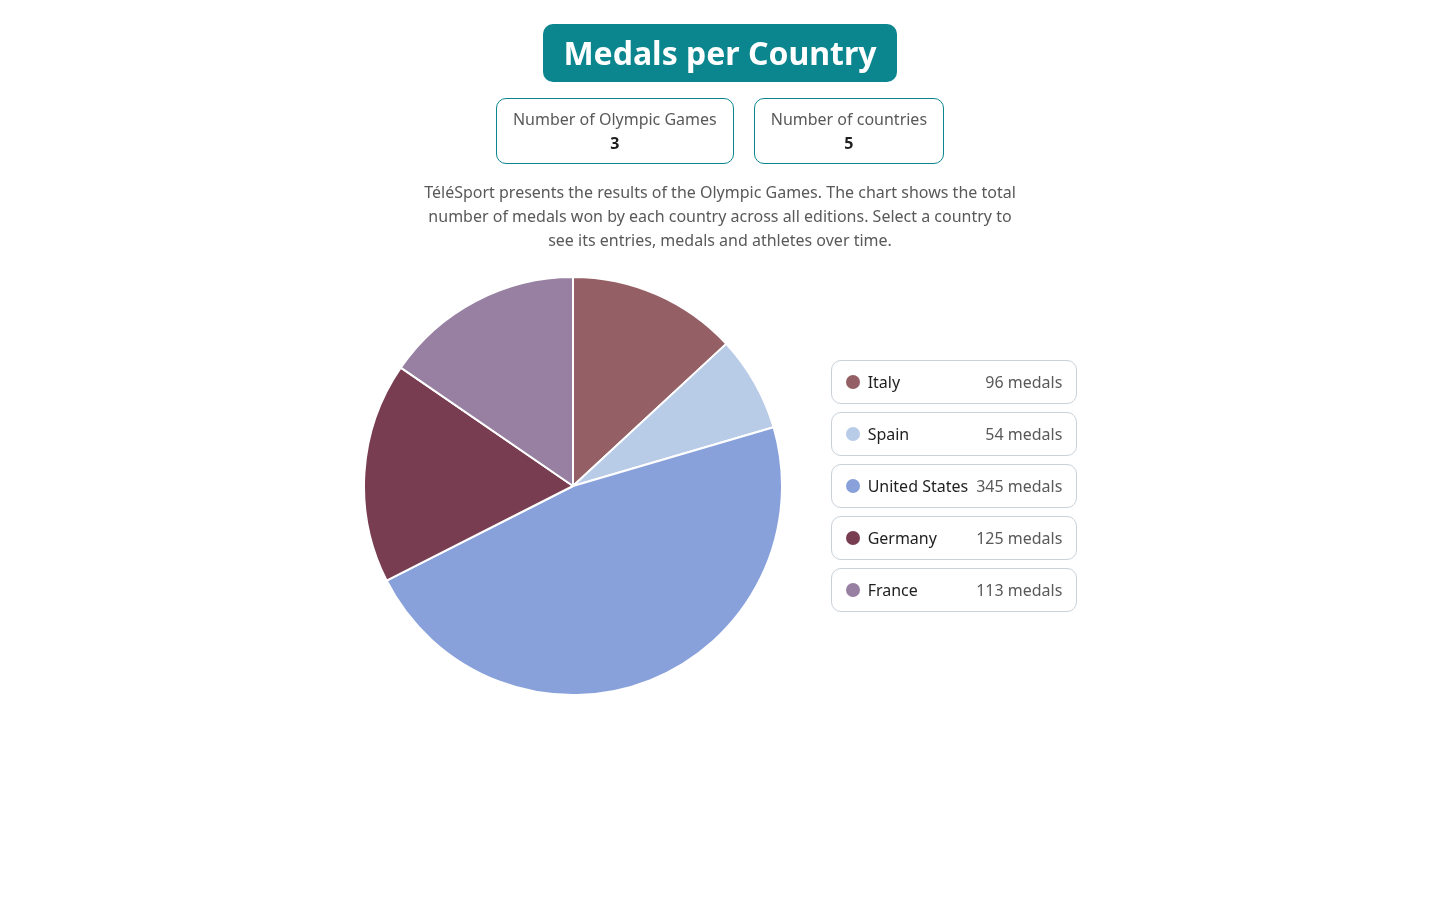 Medals per Country
Number of Olympic Games
3
Number of countries
5
TéléSport presents the results of the Olympic Games. The chart shows the total
number of medals won by each country across all editions. Select a country to
see its entries, medals and athletes over time.
Italy 96 medals
Spain 54 medals
United States 345 medals
Germany 125 medals
France 113 medals